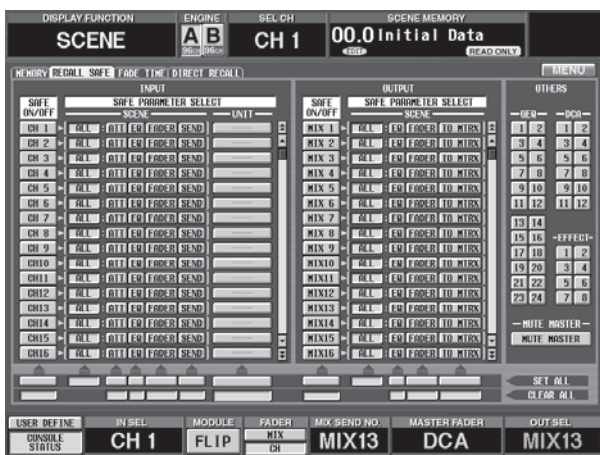 DISPLAY FUNCTION ENGINE SEL CH SCENE MEMORY
SCENE A B CH 1 00.0 Initial Data
96CH 96CH EDIT READ ONLY
MEMORY RECALL SAFE FADE TIME DIRECT RECALL MENU
INPUT OUTPUT OTHERS
SAFE ON/OFF SAFE PARAMETER SELECT SAFE ON/OFF SAFE PARAMETER SELECT
SCENE UNIT SCENE GEQ DCA
CH 1 ALL ATT EQ FADER SEND MIX 1 ALL EQ FADER TO MTRX 1 2 1 2
CH 2 ALL ATT EQ FADER SEND MIX 2 ALL EQ FADER TO MTRX 3 4 3 4
CH 3 ALL ATT EQ FADER SEND MIX 3 ALL EQ FADER TO MTRX 5 6 5 6
CH 4 ALL ATT EQ FADER SEND MIX 4 ALL EQ FADER TO MTRX 7 8 7 8
CH 5 ALL ATT EQ FADER SEND MIX 5 ALL EQ FADER TO MTRX 9 10 9 10
CH 6 ALL ATT EQ FADER SEND MIX 6 ALL EQ FADER TO MTRX 11 12 11 12
CH 7 ALL ATT EQ FADER SEND MIX 7 ALL EQ FADER TO MTRX 13 14
CH 8 ALL ATT EQ FADER SEND MIX 8 ALL EQ FADER TO MTRX 15 16 EFFECT
CH 9 ALL ATT EQ FADER SEND MIX 9 ALL EQ FADER TO MTRX 17 18 1 2
CH10 ALL ATT EQ FADER SEND MIX10 ALL EQ FADER TO MTRX 19 20 3 4
CH11 ALL ATT EQ FADER SEND MIX11 ALL EQ FADER TO MTRX 21 22 5 6
CH12 ALL ATT EQ FADER SEND MIX12 ALL EQ FADER TO MTRX 23 24 7 8
CH13 ALL ATT EQ FADER SEND MIX13 ALL EQ FADER TO MTRX
CH14 ALL ATT EQ FADER SEND MIX14 ALL EQ FADER TO MTRX MUTE MASTER
CH15 ALL ATT EQ FADER SEND MIX15 ALL EQ FADER TO MTRX MUTE MASTER
CH16 ALL ATT EQ FADER SEND MIX16 ALL EQ FADER TO MTRX
SET ALL
CLEAR ALL
USER DEFINE IN SEL MODULE FADER MIX SEND NO. MASTER FADER OUT SEL
CONSOLE STATUS CH 1 FLIP MIX CH MIX13 DCA MIX13